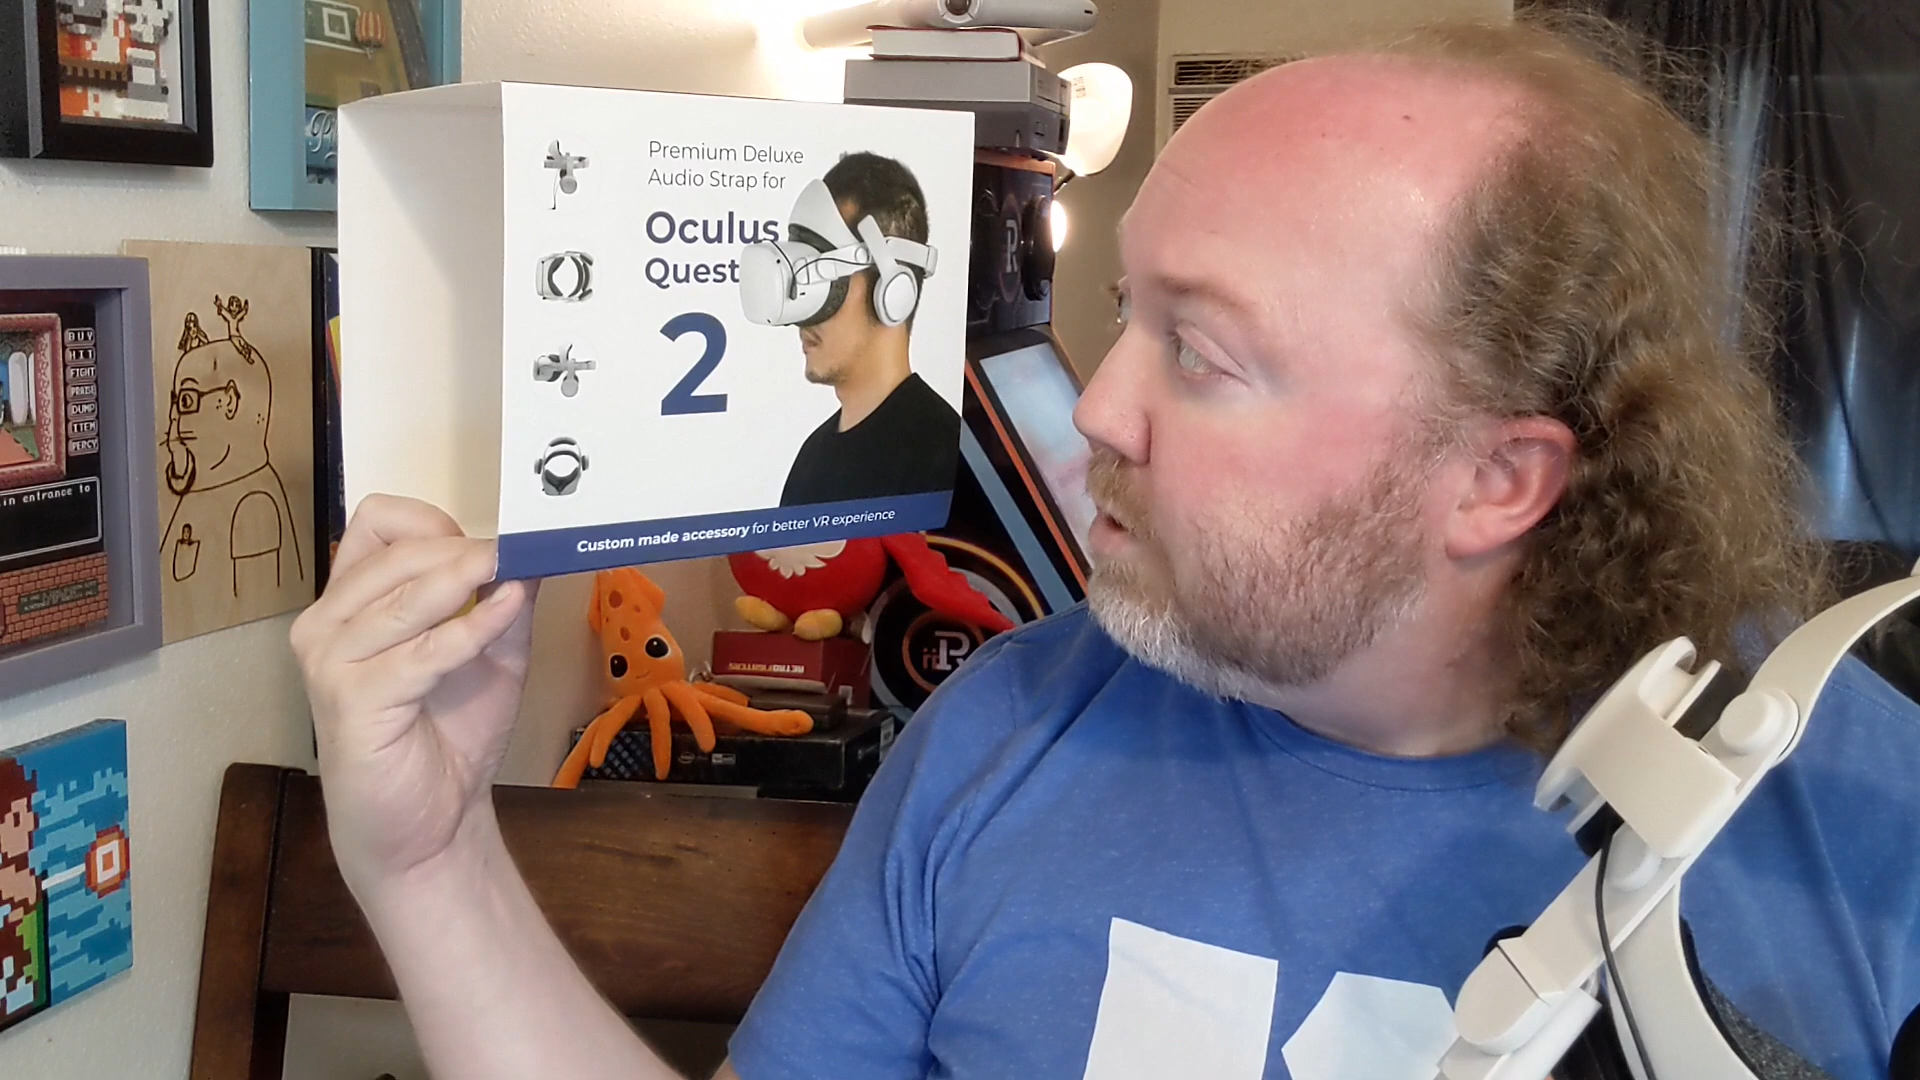 Premium Deluxe
Audio Strap for
Oculus
Quest
2
Custom made accessory for better VR experience
BUY
HIT
FIGHT
PRAISE
DUMP
ITEM
PERCY
in entrance to